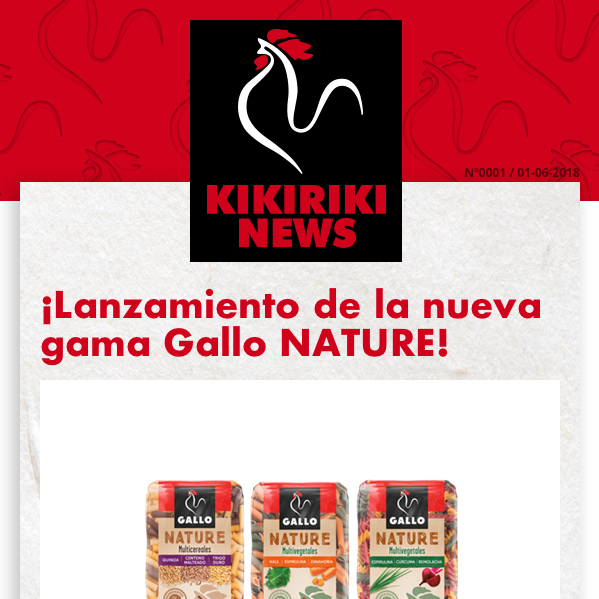 Nº0001 / 01-06-2018
KIKIRIKI
NEWS
¡Lanzamiento de la nueva
gama Gallo NATURE!
GALLO
NATURE
Multicereales
QUINOA
CENTENO MALTEADO
TRIGO DURO
GALLO
NATURE
Multivegetales
KALE
ESPIRULINA
ZANAHORIA
GALLO
NATURE
Multivegetales
ESPIRULINA
CÚRCUMA
REMOLACHA